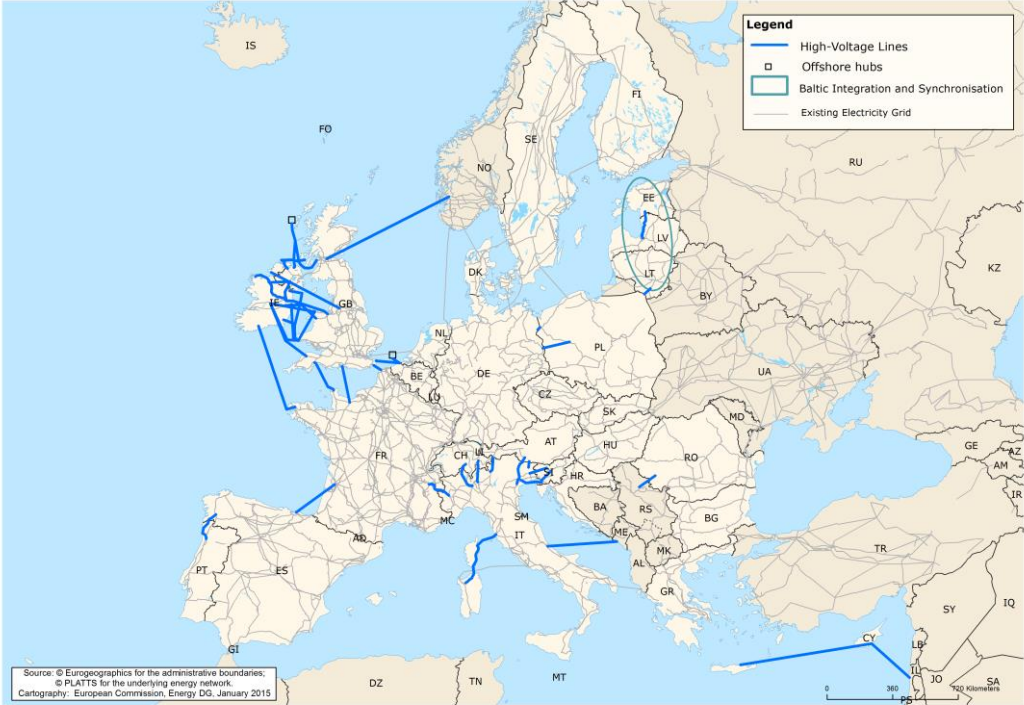 Legend
High-Voltage Lines
Offshore hubs
Baltic Integration and Synchronisation
Existing Electricity Grid
IS
FI
FO
SE
RU
NO
EE
LV
KZ
DK
LT
BY
IE
GB
NL
PL
BE
DE
UA
LU
CZ
SK
MD
FR
CH
LI
AT
HU
RO
GE
AZ
AM
SI
HR
IR
BA
RS
MC
SM
BG
IT
ME
AD
MK
TR
PT
ES
AL
GR
SY
IQ
CY
LB
GI
IL
DZ
TN
MT
JO
SA
PS
Source: © Eurogeographics for the administrative boundaries;
© PLATTS for the underlying energy network.
Cartography: European Commission, Energy DG, January 2015
0 360 720 Kilometers